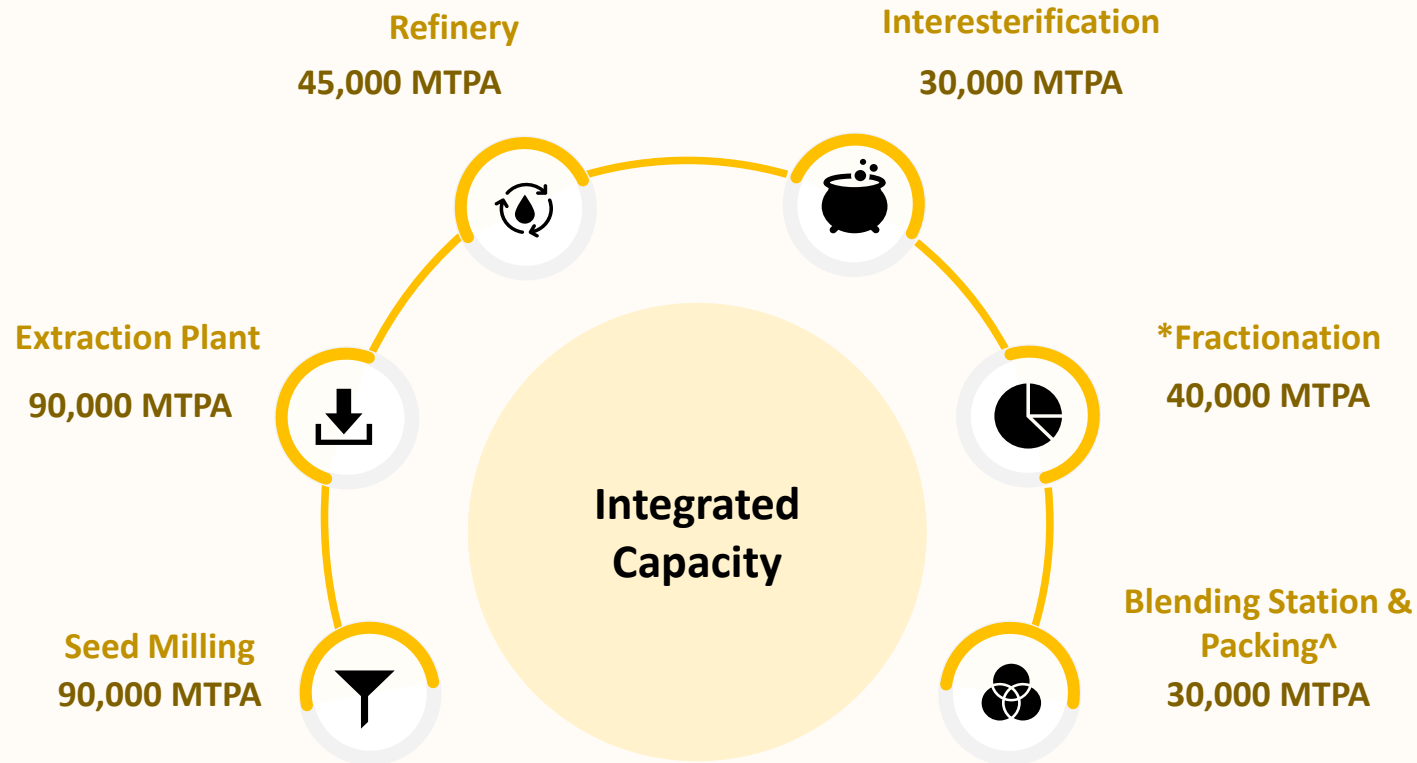 Refinery
45,000 MTPA
Interesterification
30,000 MTPA
Extraction Plant
90,000 MTPA
*Fractionation
40,000 MTPA
Integrated
Capacity
Seed Milling
90,000 MTPA
Blending Station &
Packing^
30,000 MTPA